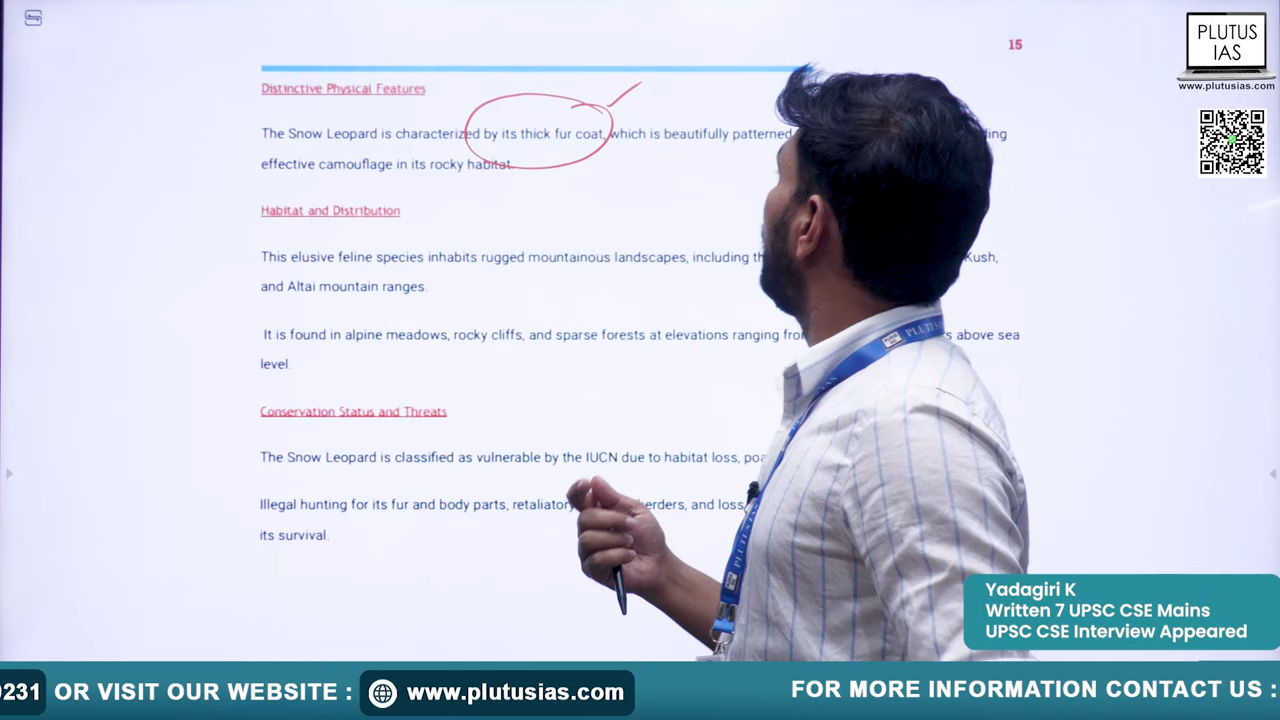 15
PLUTUS
IAS
www.plutusias.com
Distinctive Physical Features
The Snow Leopard is characterized by its thick fur coat, which is beautifully patterned
effective camouflage in its rocky habitat.
Habitat and Distribution
This elusive feline species inhabits rugged mountainous landscapes, including Kush,
and Altai mountain ranges.
It is found in alpine meadows, rocky cliffs, and sparse forests at elevations ranging above sea
level.
Conservation Status and Threats
The Snow Leopard is classified as vulnerable by the IUCN due to habitat loss,
Illegal hunting for its fur and body parts, retaliatory and loss
its survival.
PLUTUS IAS
Yadagiri K
Written 7 UPSC CSE Mains
UPSC CSE Interview Appeared
0231 OR VISIT OUR WEBSITE : www.plutusias.com FOR MORE INFORMATION CONTACT US :